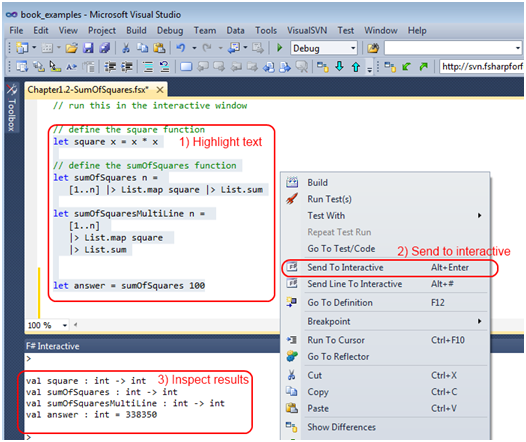 book_examples - Microsoft Visual Studio
File Edit View Project Build Debug Team Data Tools VisualSVN Test Window Help
Debug
http://svn.fsharpforf
Toolbox
Chapter1.2-SumOfSquares.fsx*
// run this in the interactive window
// define the square function
let square x = x * x
1) Highlight text
// define the sumOfSquares function
let sumOfSquares n =
[1..n] |> List.map square |> List.sum
let sumOfSquaresMultiLine n =
[1..n]
|> List.map square
|> List.sum
let answer = sumOfSquares 100
100 %
Build
Run Test(s)
Test With
Repeat Test Run
Go To Test/Code
2) Send to interactive
Send To Interactive Alt+Enter
Send Line To Interactive Alt+#
Go To Definition F12
Breakpoint
Run To Cursor Ctrl+F10
Go To Reflector
Cut Ctrl+X
Copy Ctrl+C
Paste Ctrl+V
Show Differences
F# Interactive
>
3) Inspect results
val square : int -> int
val sumOfSquares : int -> int
val sumOfSquaresMultiLine : int -> int
val answer : int = 338350